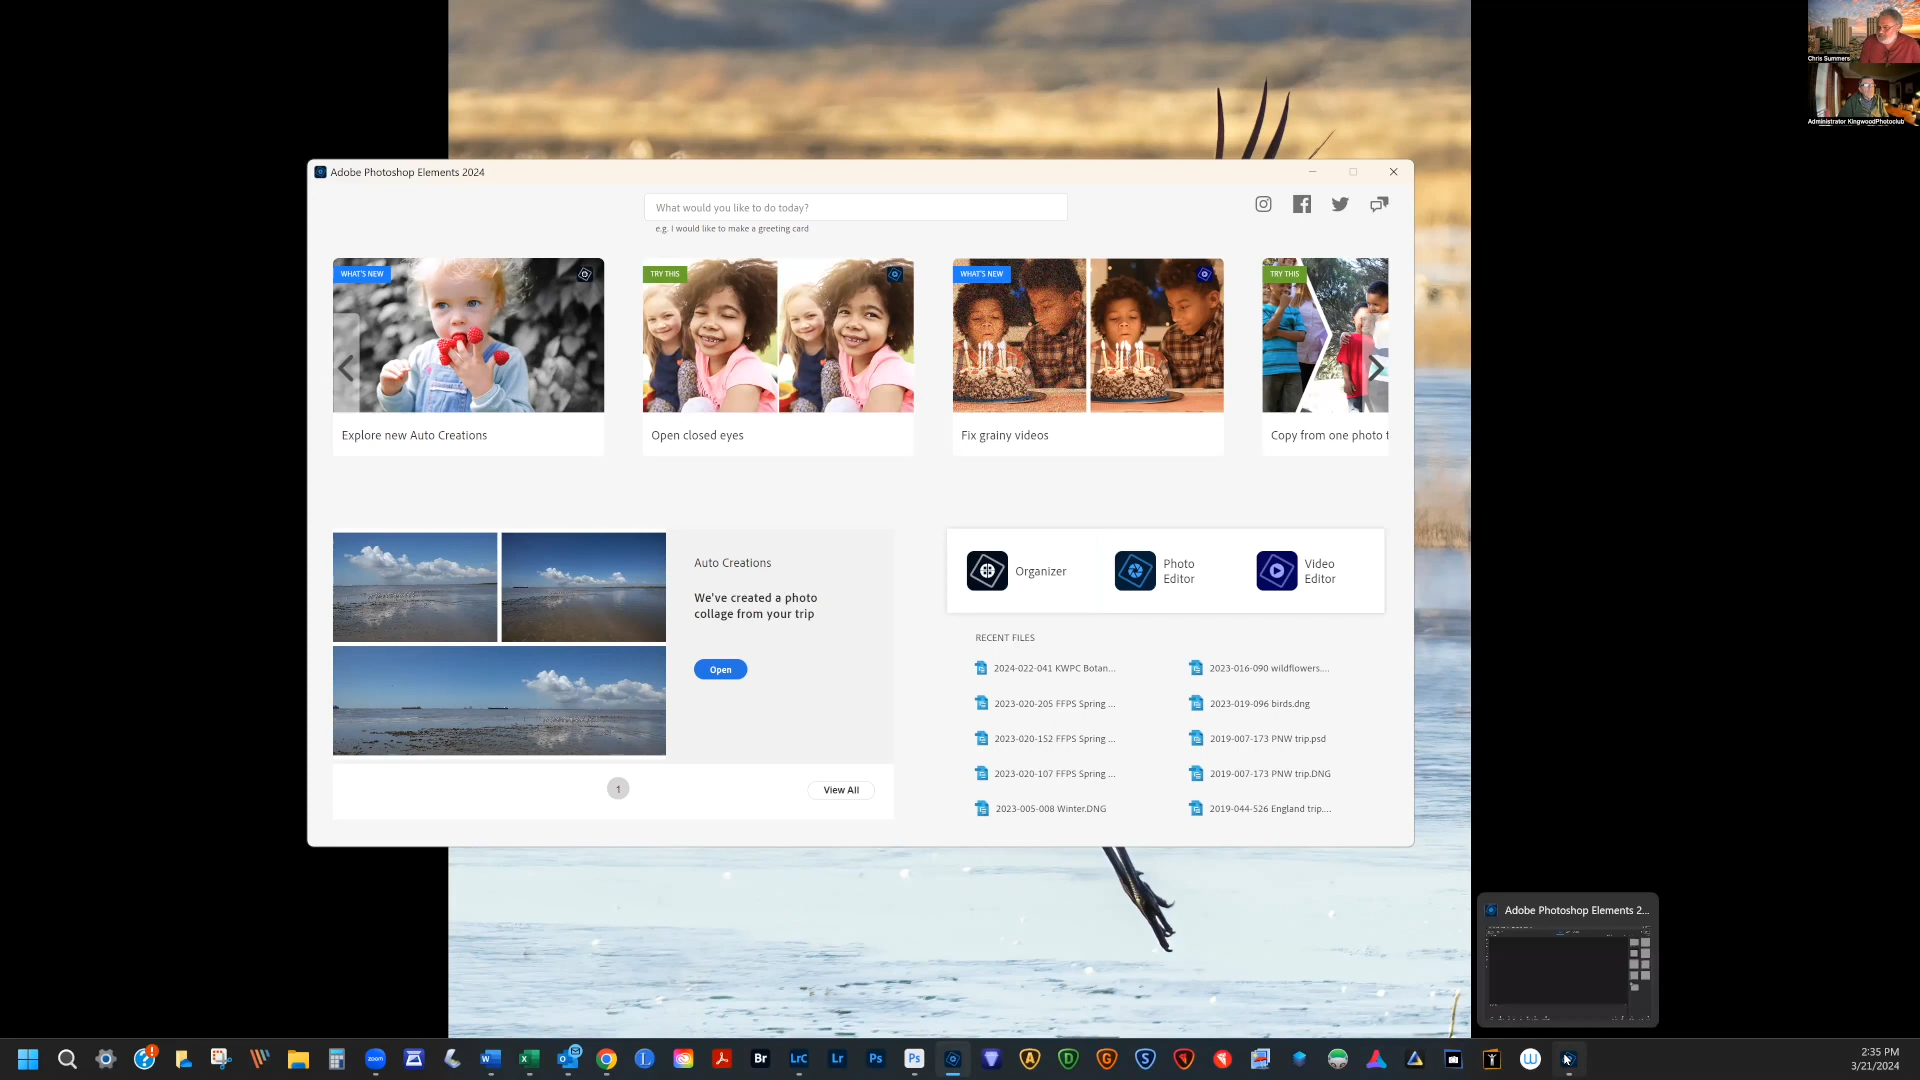 Chris Summers
Administrator KingwoodPhotoclub
Adobe Photoshop Elements 2024
What would you like to do today?
e.g. I would like to make a greeting card
WHAT'S NEW
TRY THIS
WHAT'S NEW
TRY THIS
Explore new Auto Creations
Open closed eyes
Fix grainy videos
Copy from one photo t
Auto Creations
We've created a photo
collage from your trip
Open
1
View All
Organizer
Photo
Editor
Video
Editor
RECENT FILES
2024-022-041 KWPC Botan...
2023-016-090 wildflowers....
2023-020-205 FFPS Spring ...
2023-019-096 birds.dng
2023-020-152 FFPS Spring ...
2019-007-173 PNW trip.psd
2023-020-107 FFPS Spring ...
2019-007-173 PNW trip.DNG
2023-005-008 Winter.DNG
2019-044-526 England trip....
Adobe Photoshop Elements 2...
zoom
Br
LrC
Lr
Ps
Ps
2:35 PM
3/21/2024